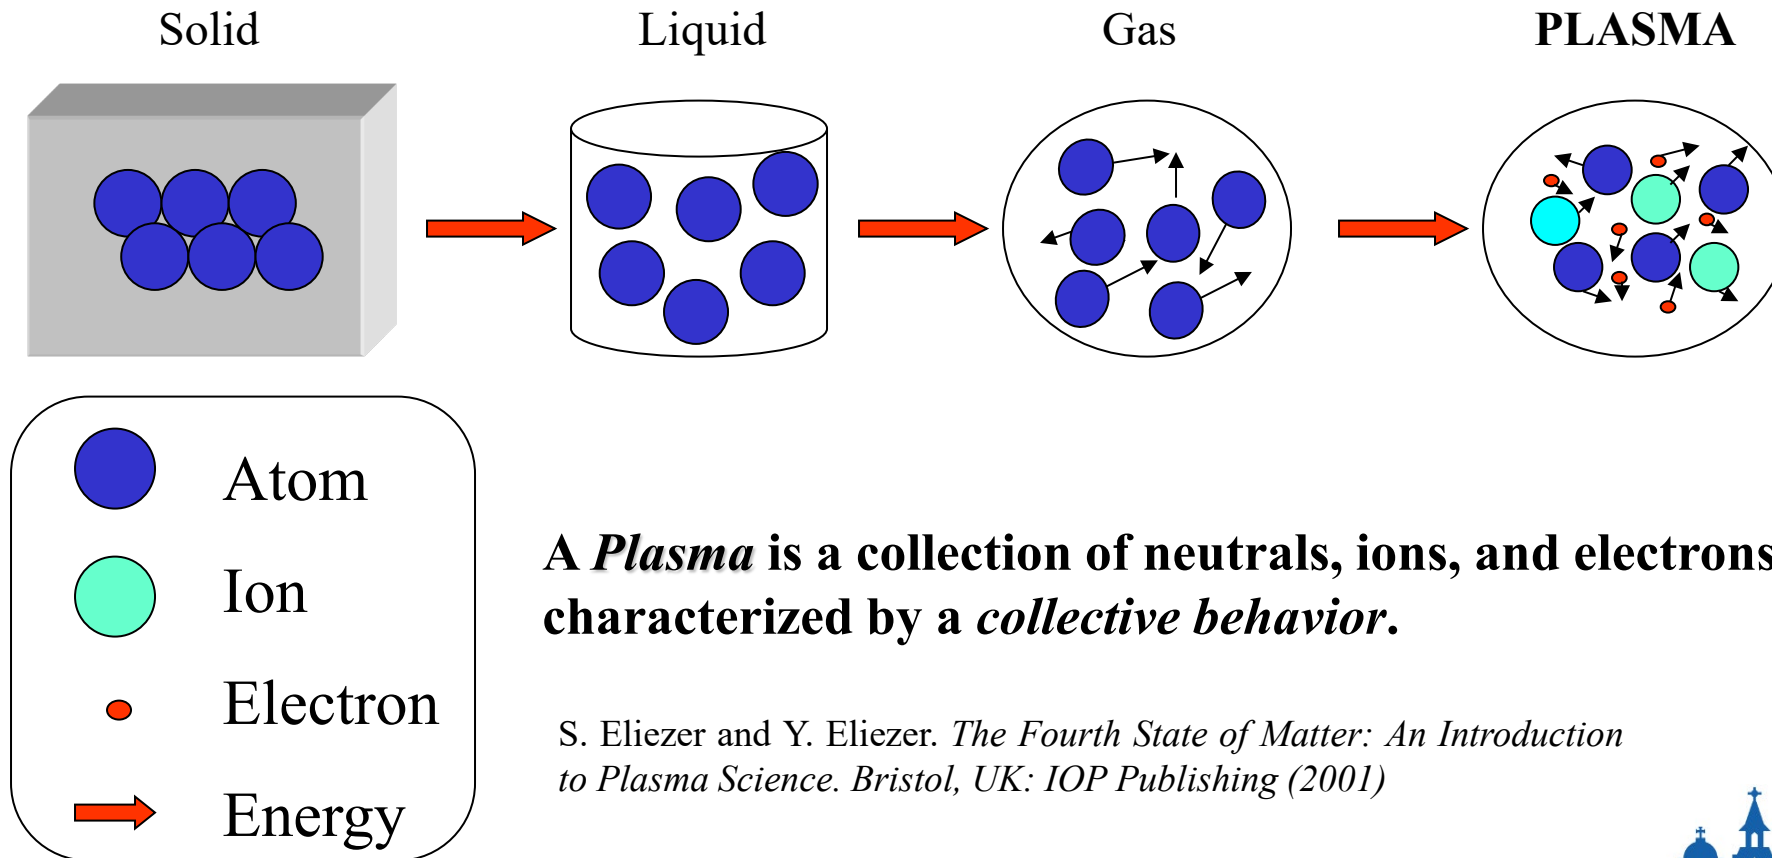 Solid
Liquid
Gas
PLASMA
Atom
Ion
Electron
Energy
A Plasma is a collection of neutrals, ions, and electrons
characterized by a collective behavior.
S. Eliezer and Y. Eliezer. The Fourth State of Matter: An Introduction
to Plasma Science. Bristol, UK: IOP Publishing (2001)